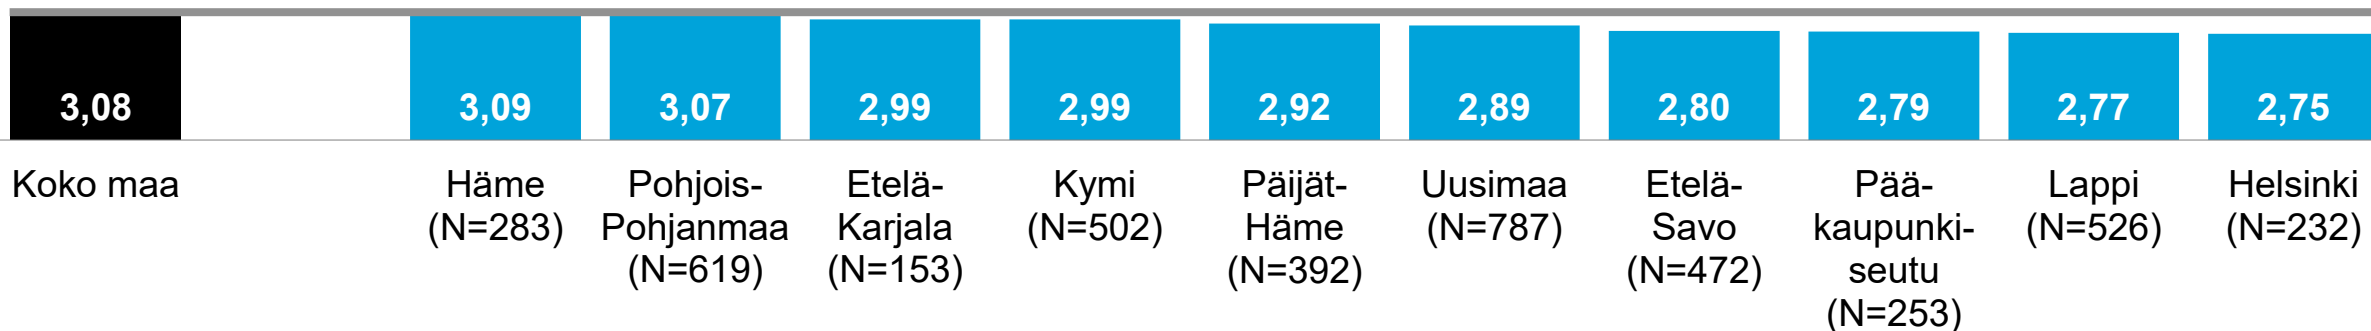 3,08
3,09
3,07
2,99
2,99
2,92
2,89
2,80
2,79
2,77
2,75
Koko maa
Häme
(N=283)
Pohjois-
Pohjanmaa
(N=619)
Etelä-
Karjala
(N=153)
Kymi
(N=502)
Päijät-
Häme
(N=392)
Uusimaa
(N=787)
Etelä-
Savo
(N=472)
Pää-
kaupunki-
seutu
(N=253)
Lappi
(N=526)
Helsinki
(N=232)